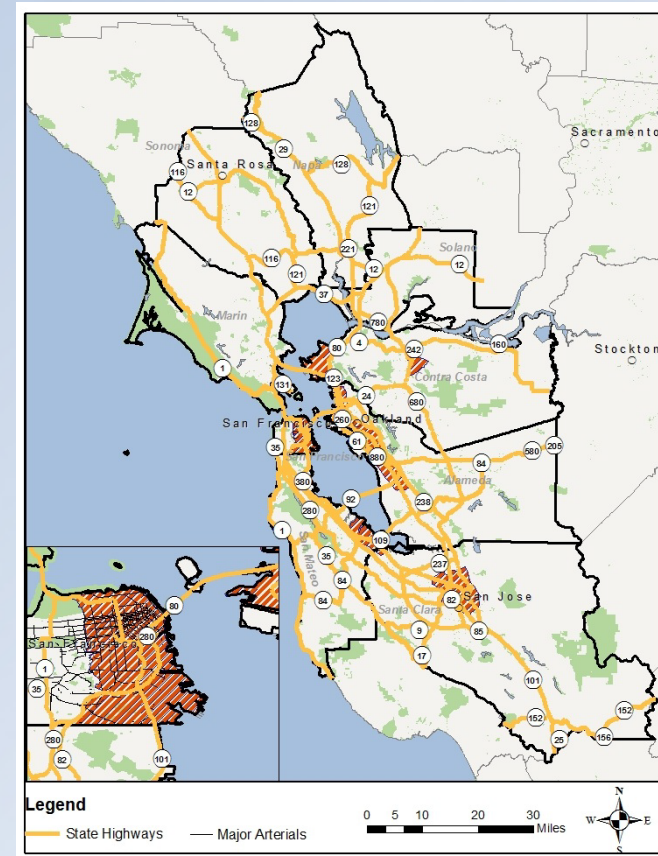 128
Sacramento
Sonoma
29
116
Santa Rosa
Napa
128
12
121
221
Solano
116
121
12
12
37
Marin
780
4
160
80
242
Stockton
1
123
Contra Costa
131
24
680
San Francisco
260
Oakland
35
61
580
205
San Francisco
880
84
Alameda
380
92
238
280
1
109
35
237
San Mateo
84
82
San Jose
84
Santa Clara
80
9
85
280
17
San Francisco
1
101
35
152
152
280
25
156
82
101
Legend
State Highways
Major Arterials
0 5 10 20 30
Miles
N
W E
S